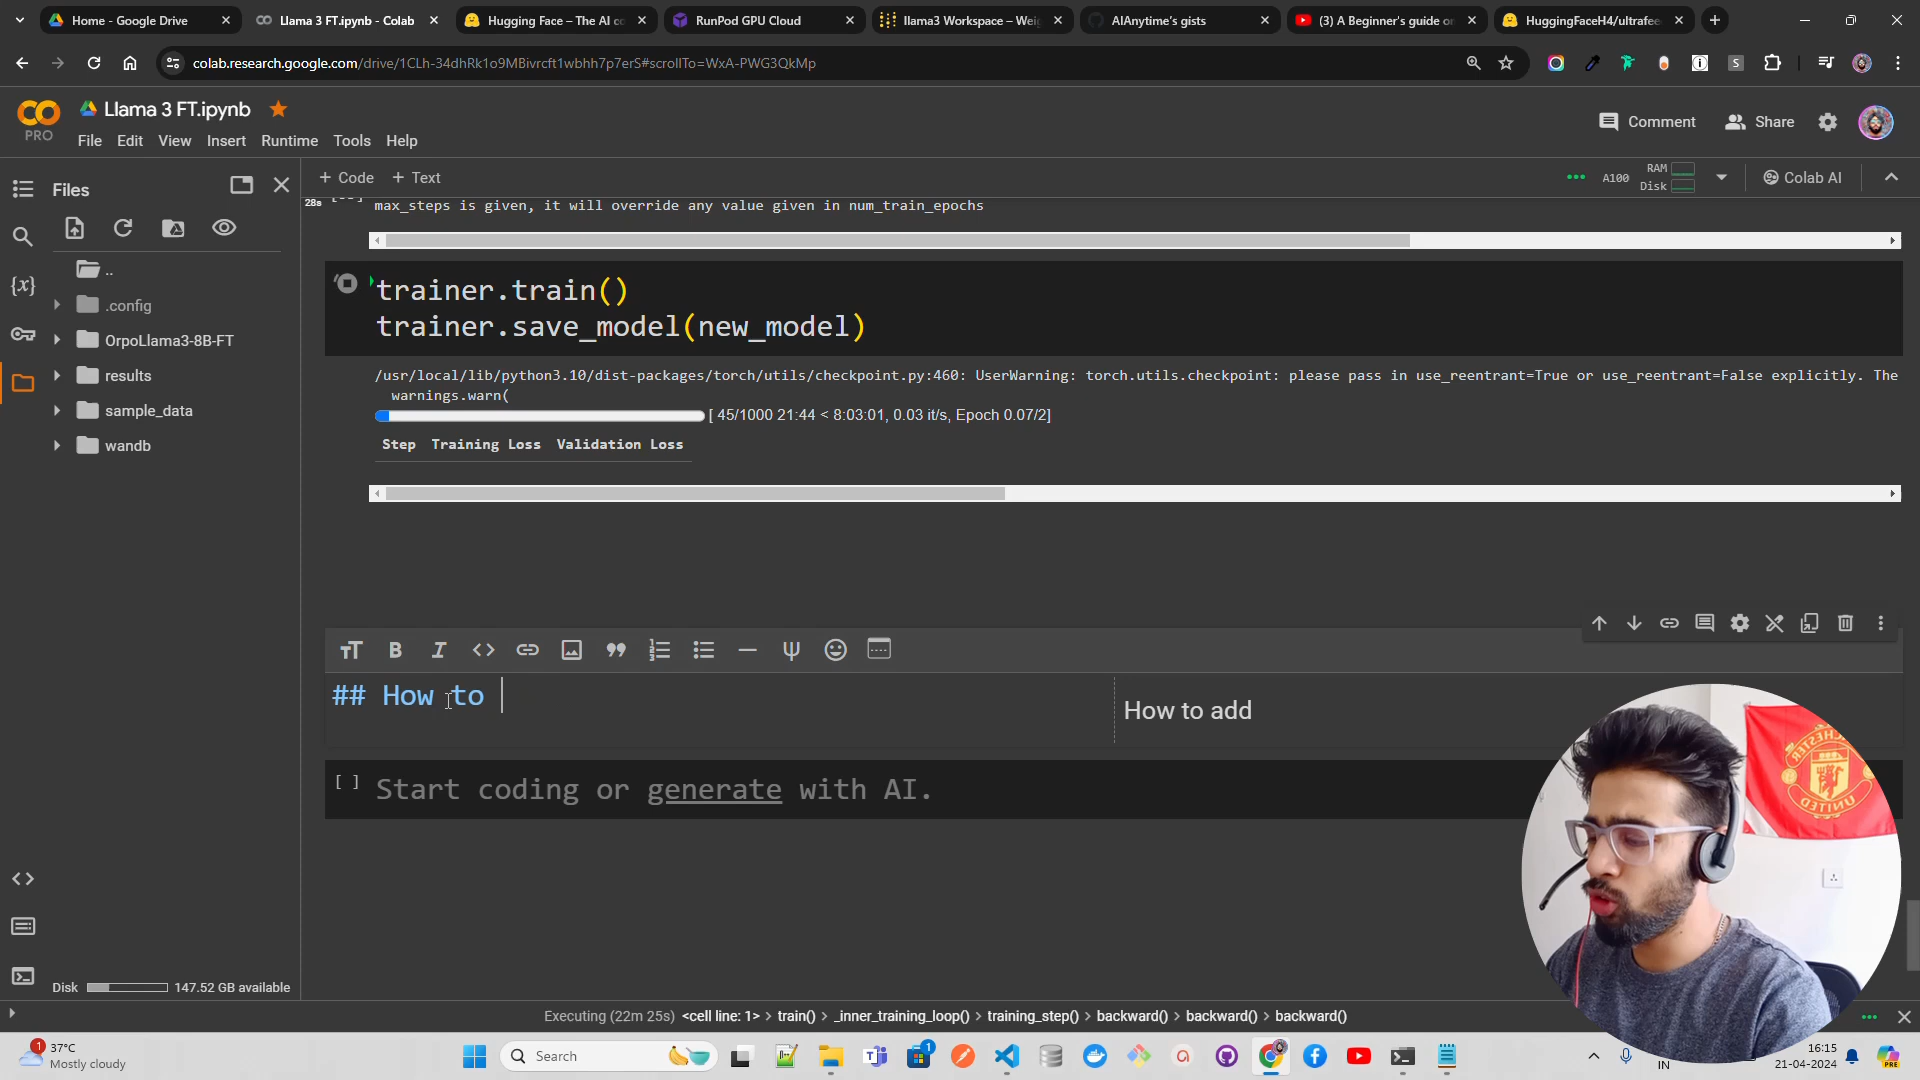 Home - Google Drive
Llama 3 FT.ipynb - Colab
Hugging Face – The AI co
RunPod GPU Cloud
llama3 Workspace – Wei
AIAnytime's gists
(3) A Beginner's guide o
HuggingFaceH4/ultrafee
colab.research.google.com/drive/1CLh-34dhRk1o9MBivrcft1wbhh7p7erS#scrollTo=WxA-PWG3QkMp
CO
PRO
Llama 3 FT.ipynb
File Edit View Insert Runtime Tools Help
Comment
Share
Files
+ Code + Text
A100
RAM
Disk
Colab AI
28s
max_steps is given, it will override any value given in num_train_epochs
..
.config
OrpoLlama3-8B-FT
results
sample_data
wandb
trainer.train()
trainer.save_model(new_model)
/usr/local/lib/python3.10/dist-packages/torch/utils/checkpoint.py:460: UserWarning: torch.utils.checkpoint: please pass in use_reentrant=True or use_reentrant=False explicitly. The
warnings.warn(
[ 45/1000 21:44 < 8:03:01, 0.03 it/s, Epoch 0.07/2]
Step Training Loss Validation Loss
## How to
How to add
[ ] Start coding or generate with AI.
MANCHESTER
UNITED
Disk 147.52 GB available
Executing (22m 25s) <cell line: 1> > train() > _inner_training_loop() > training_step() > backward() > backward() > backward()
1
37°C
Mostly cloudy
Search
1
IN
16:15
21-04-2024
PRE